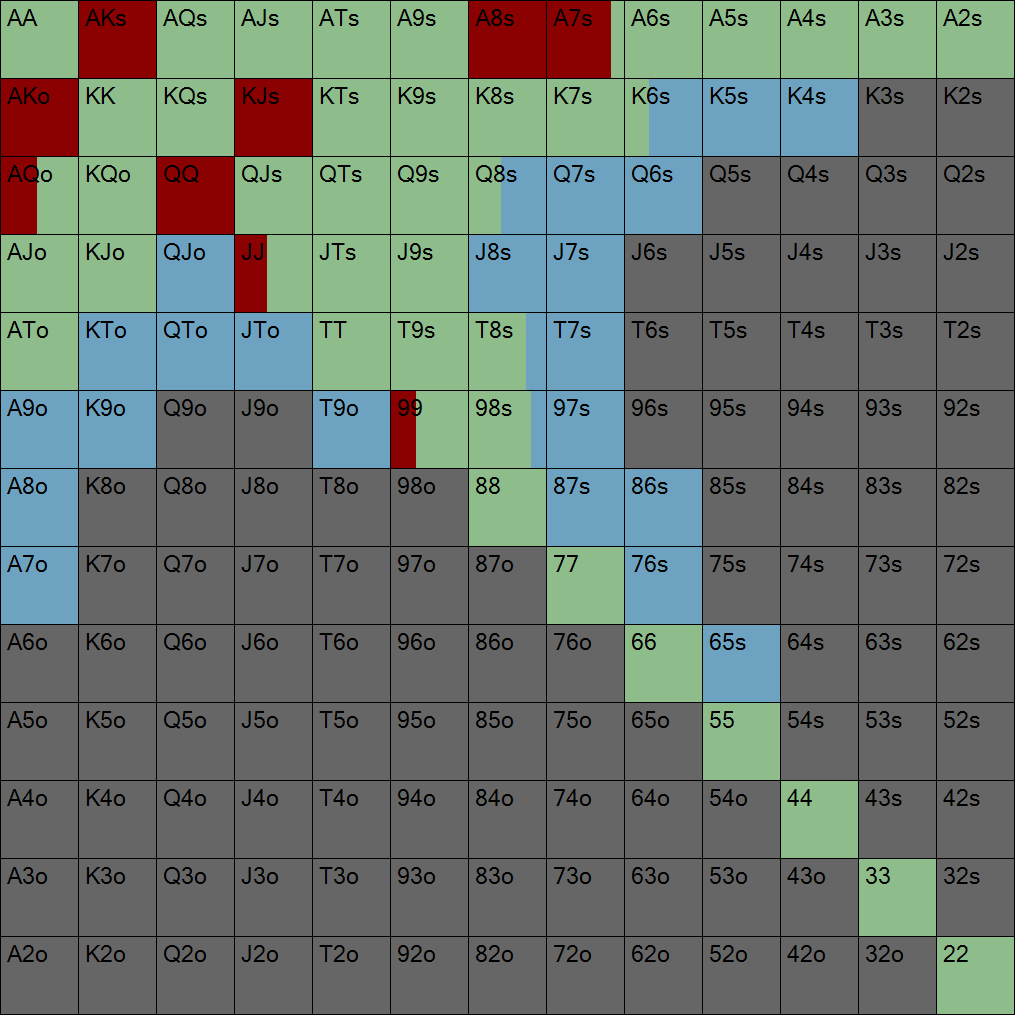 AA AKs AQs AJs ATs A9s A8s A7s A6s A5s A4s A3s A2s
AKo KK KQs KJs KTs K9s K8s K7s K6s K5s K4s K3s K2s
AQo KQo QQ QJs QTs Q9s Q8s Q7s Q6s Q5s Q4s Q3s Q2s
AJo KJo QJo JJ JTs J9s J8s J7s J6s J5s J4s J3s J2s
ATo KTo QTo JTo TT T9s T8s T7s T6s T5s T4s T3s T2s
A9o K9o Q9o J9o T9o 99 98s 97s 96s 95s 94s 93s 92s
A8o K8o Q8o J8o T8o 98o 88 87s 86s 85s 84s 83s 82s
A7o K7o Q7o J7o T7o 97o 87o 77 76s 75s 74s 73s 72s
A6o K6o Q6o J6o T6o 96o 86o 76o 66 65s 64s 63s 62s
A5o K5o Q5o J5o T5o 95o 85o 75o 65o 55 54s 53s 52s
A4o K4o Q4o J4o T4o 94o 84o 74o 64o 54o 44 43s 42s
A3o K3o Q3o J3o T3o 93o 83o 73o 63o 53o 43o 33 32s
A2o K2o Q2o J2o T2o 92o 82o 72o 62o 52o 42o 32o 22